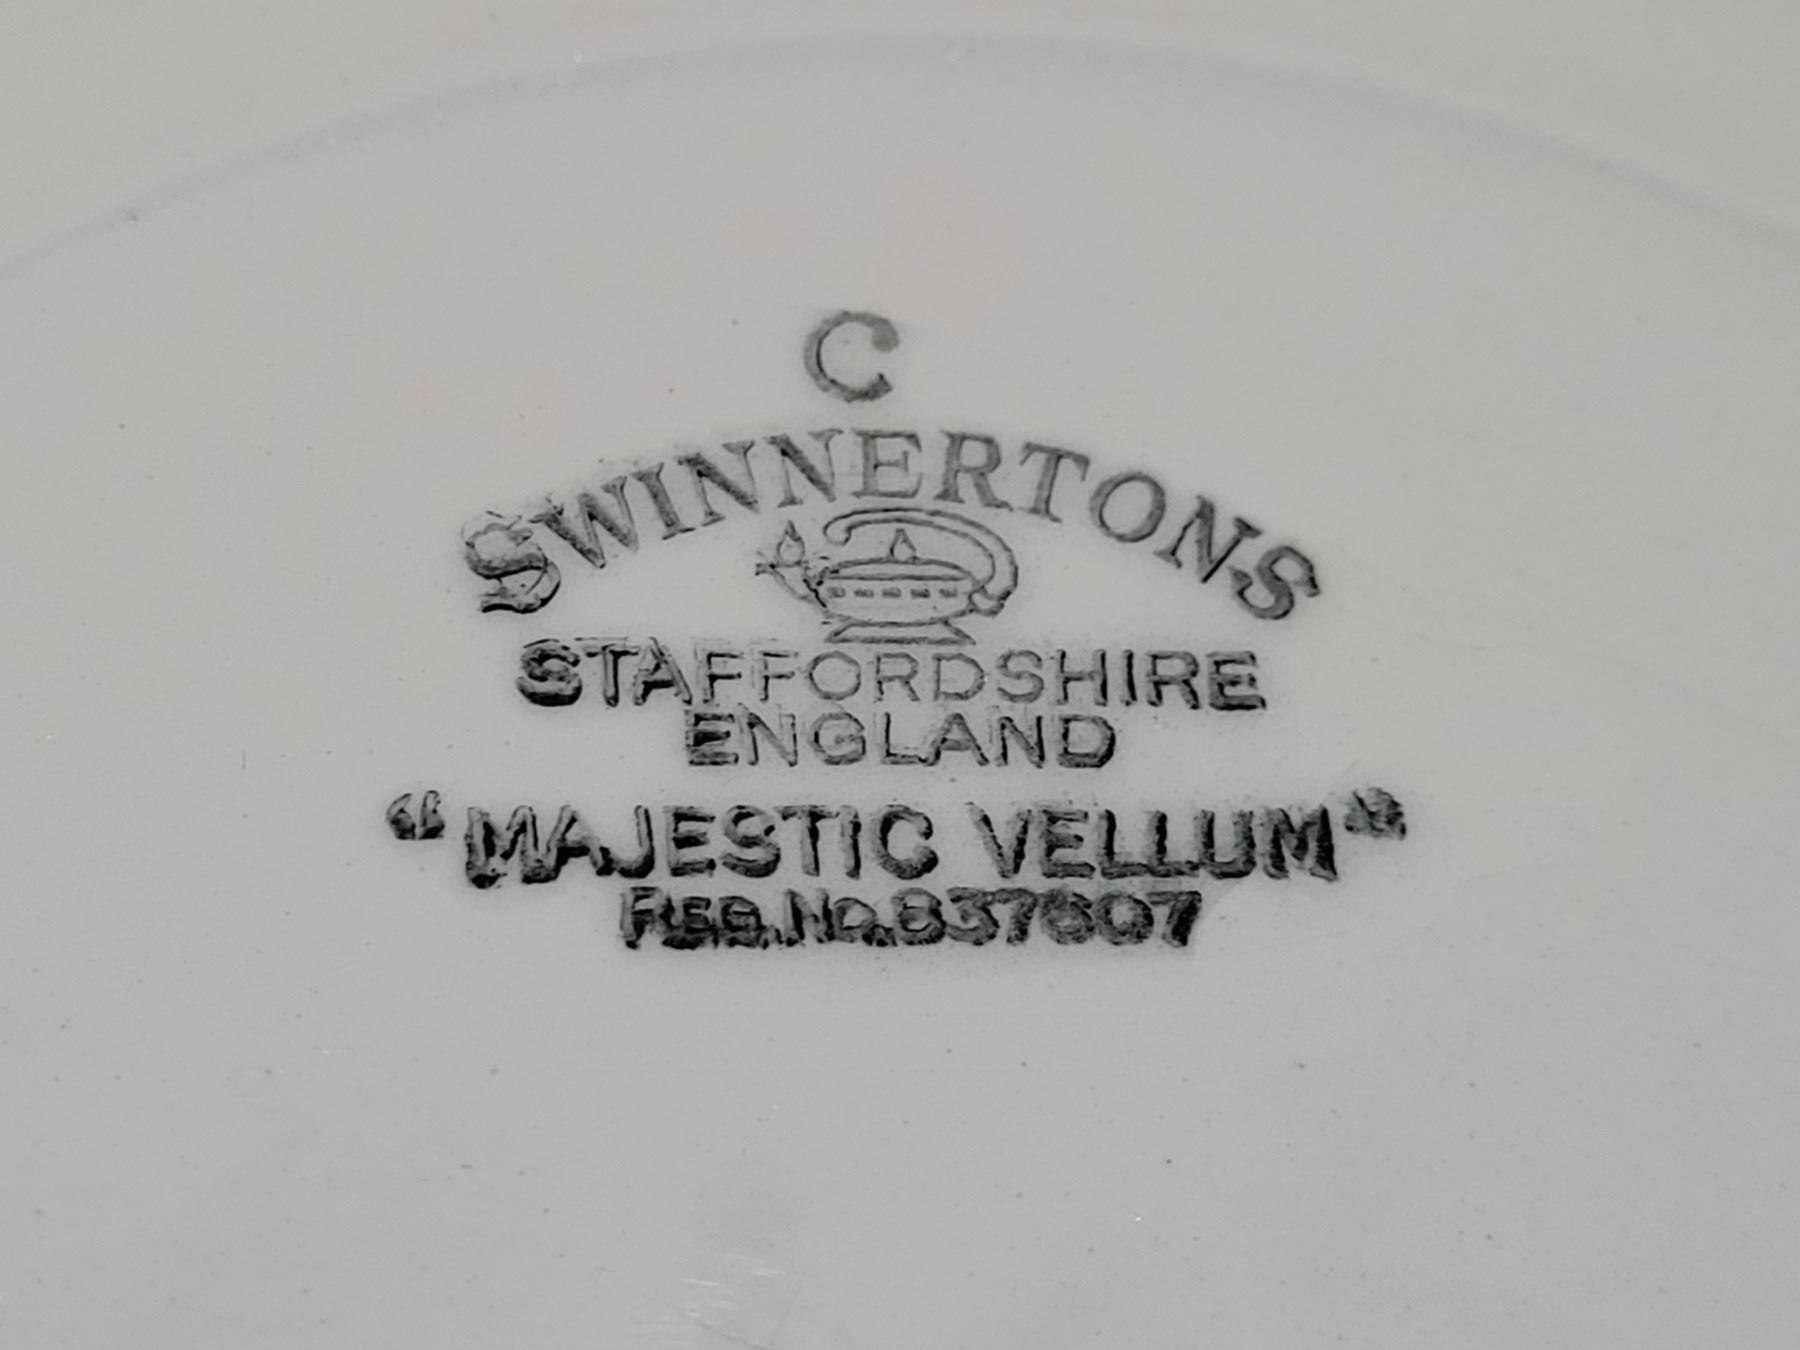 C
SWINNERTONS
STAFFORDSHIRE
ENGLAND
“MAJESTIC VELLUM”
REG. NO. 837607